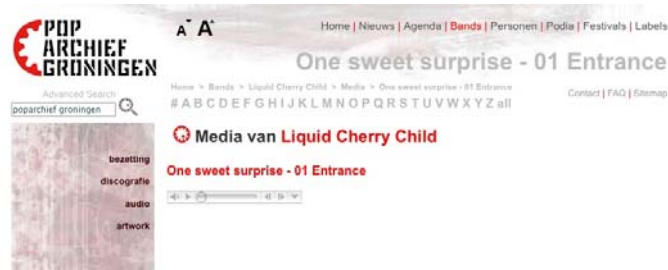 POP
ARCHIEF
GRONINGEN
A A
Home | Nieuws | Agenda | Bands | Personen | Podia | Festivals | Labels
One sweet surprise - 01 Entrance
Home > Bands > Liquid Cherry Child > Media > One sweet surprise - 01 Entrance
Contact | FAQ | Sitemap
# A B C D E F G H I J K L M N O P Q R S T U V W X Y Z all
Advanced Search
poparchief groningen
Media van Liquid Cherry Child
One sweet surprise - 01 Entrance
bezetting
discografie
audio
artwork